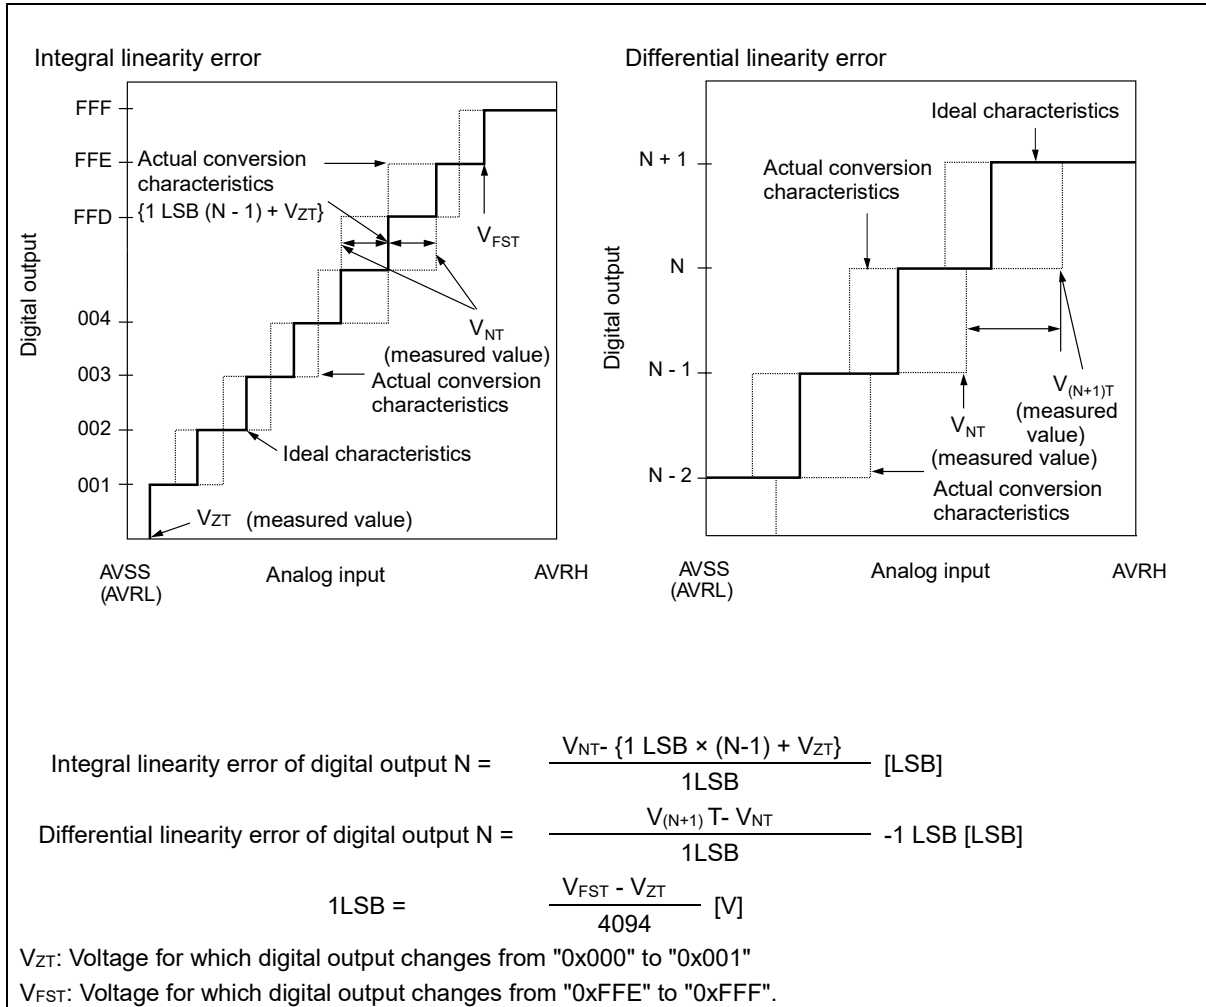 Integral linearity error
FFF
FFE
FFD
004
003
002
001
Digital output
Actual conversion
characteristics
{1 LSB (N - 1) + VZT}
VFST
VNT
(measured value)
Actual conversion
characteristics
Ideal characteristics
VZT (measured value)
AVSS
(AVRL)
Analog input
AVRH
Differential linearity error
N + 1
N
N - 1
N - 2
Digital output
Ideal characteristics
Actual conversion
characteristics
V(N+1)T
(measured
value)
VNT
(measured value)
Actual conversion
characteristics
AVSS
(AVRL)
Analog input
AVRH
Integral linearity error of digital output N = VNT- {1 LSB × (N-1) + VZT} [LSB]
1LSB
Differential linearity error of digital output N = V(N+1) T- VNT -1 LSB [LSB]
1LSB
1LSB = VFST - VZT [V]
4094
VZT: Voltage for which digital output changes from "0x000" to "0x001"
VFST: Voltage for which digital output changes from "0xFFE" to "0xFFF".